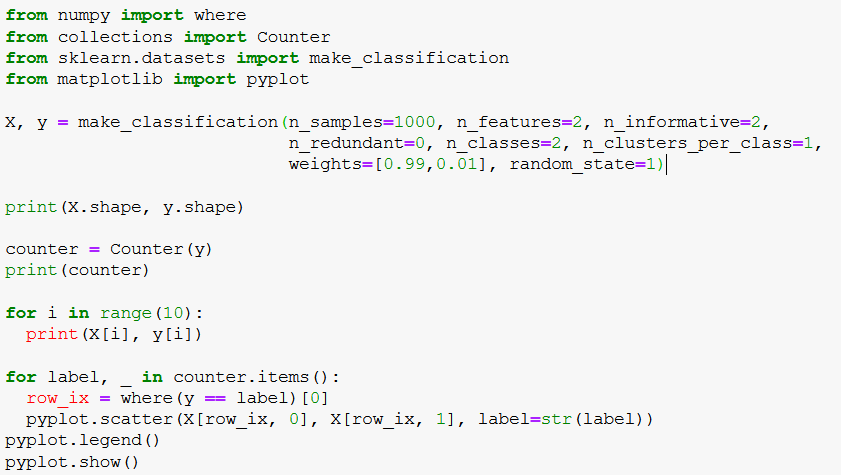 from numpy import where
from collections import Counter
from sklearn.datasets import make_classification
from matplotlib import pyplot
X, y = make_classification(n_samples=1000, n_features=2, n_informative=2,
n_redundant=0, n_classes=2, n_clusters_per_class=1,
weights=[0.99,0.01], random_state=1)
print(X.shape, y.shape)
counter = Counter(y)
print(counter)
for i in range(10):
print(X[i], y[i])
for label, _ in counter.items():
row_ix = where(y == label)[0]
pyplot.scatter(X[row_ix, 0], X[row_ix, 1], label=str(label))
pyplot.legend()
pyplot.show()